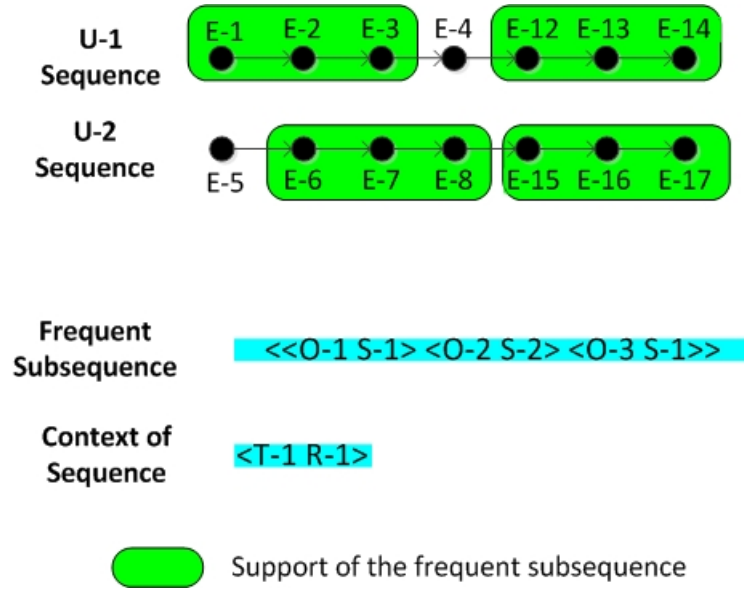 E-1 E-2 E-3 E-4 E-12 E-13 E-14
U-1
Sequence
U-2
Sequence
E-5 E-6 E-7 E-8 E-15 E-16 E-17
Frequent
Subsequence
<<O-1 S-1> <O-2 S-2> <O-3 S-1>>
Context of
Sequence
<T-1 R-1>
Support of the frequent subsequence